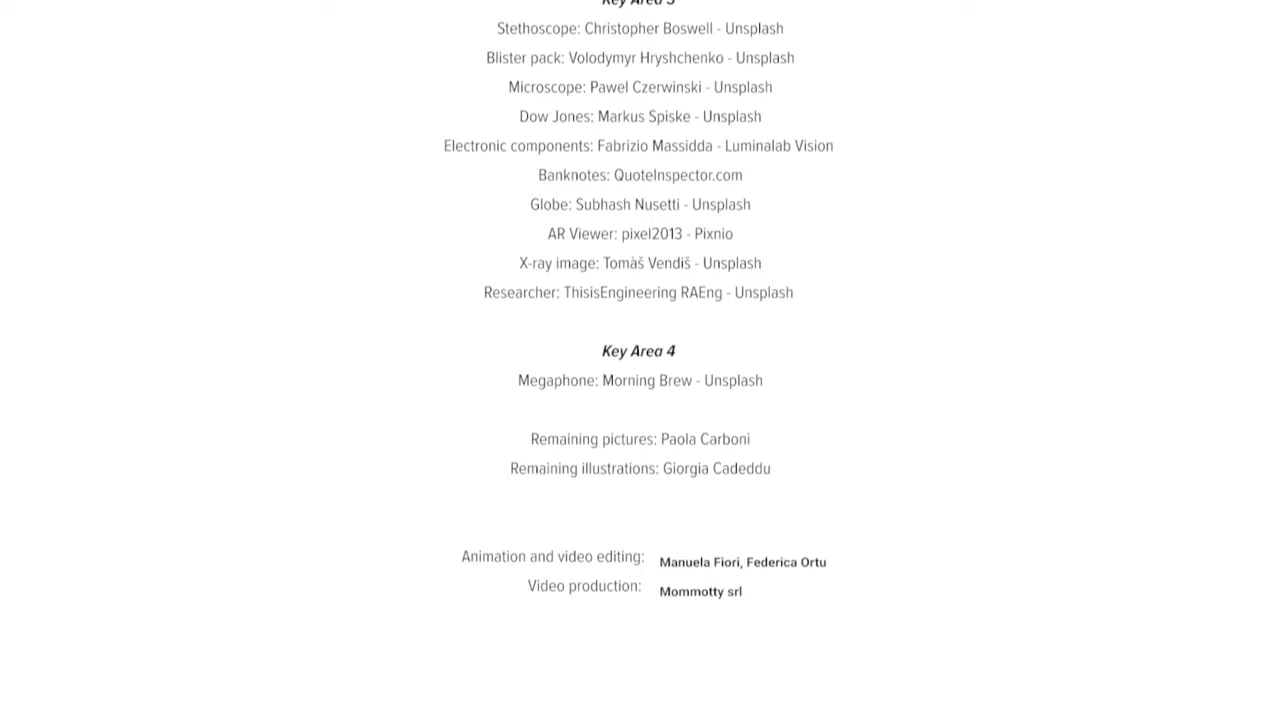 Key Area 3
Stethoscope: Christopher Boswell - Unsplash
Blister pack: Volodymyr Hryshchenko - Unsplash
Microscope: Pawel Czerwinski - Unsplash
Dow Jones: Markus Spiske - Unsplash
Electronic components: Fabrizio Massidda - Luminalab Vision
Banknotes: QuoteInspector.com
Globe: Subhash Nusetti - Unsplash
AR Viewer: pixel2013 - Pixnio
X-ray image: Tomàš Vendiš - Unsplash
Researcher: ThisisEngineering RAEng - Unsplash
Key Area 4
Megaphone: Morning Brew - Unsplash
Remaining pictures: Paola Carboni
Remaining illustrations: Giorgia Cadeddu
Animation and video editing: Manuela Fiori, Federica Ortu
Video production: Mommotty srl